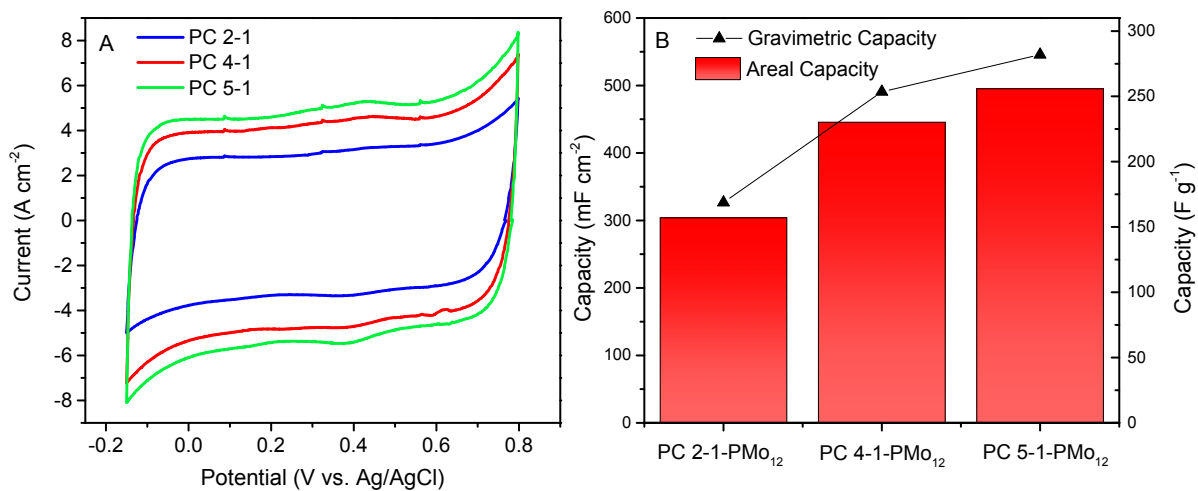 A
PC 2-1
PC 4-1
PC 5-1
8
6
4
2
0
-2
-4
-6
-8
Current (A cm⁻²)
-0.2
0.0
0.2
0.4
0.6
0.8
Potential (V vs. Ag/AgCl)
B
Gravimetric Capacity
Areal Capacity
600
500
400
300
200
100
0
Capacity (mF cm⁻²)
300
250
200
150
100
50
0
Capacity (F g⁻¹)
PC 2-1-PMo₁₂
PC 4-1-PMo₁₂
PC 5-1-PMo₁₂